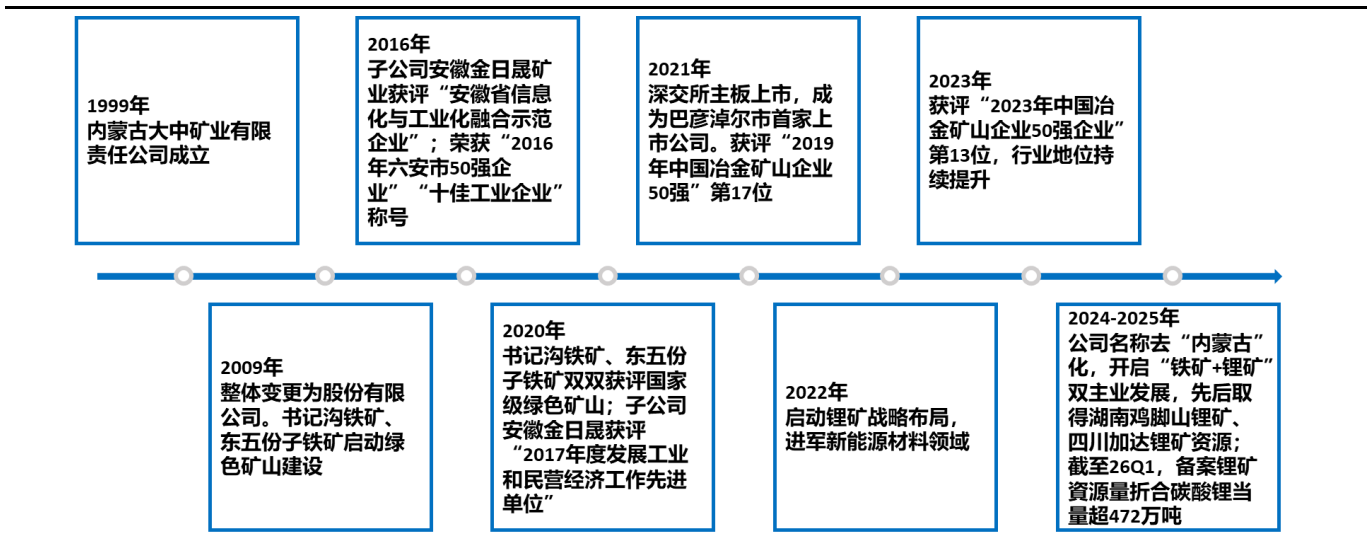 1999年
内蒙古大中矿业有限
责任公司成立
2009年
整体变更为股份有限
公司。书记沟铁矿、
东五份子铁矿启动绿
色矿山建设
2016年
子公司安徽金日晟矿
业获评“安徽省信息
化与工业化融合示范
企业”；荣获“2016
年六安市50强企
业”“十佳工业企业”
称号
2020年
书记沟铁矿、东五份
子铁矿双双获评国家
级绿色矿山；子公司
安徽金日晟获评
“2017年度发展工业
和民营经济工作先进
单位”
2021年
深交所主板上市，成
为巴彦淖尔市首家上
市公司。获评“2019
年中国冶金矿山企业
50强”第17位
2022年
启动锂矿战略布局，
进军新能源材料领域
2023年
获评“2023年中国冶
金矿山企业50强企业”
第13位，行业地位持
续提升
2024-2025年
公司名称去“内蒙古”
化，开启“铁矿+锂矿”
双主业发展，先后取
得湖南鸡脚山锂矿、
四川加达锂矿资源；
截至26Q1，备案锂矿
資源量折合碳酸锂当
量超472万吨